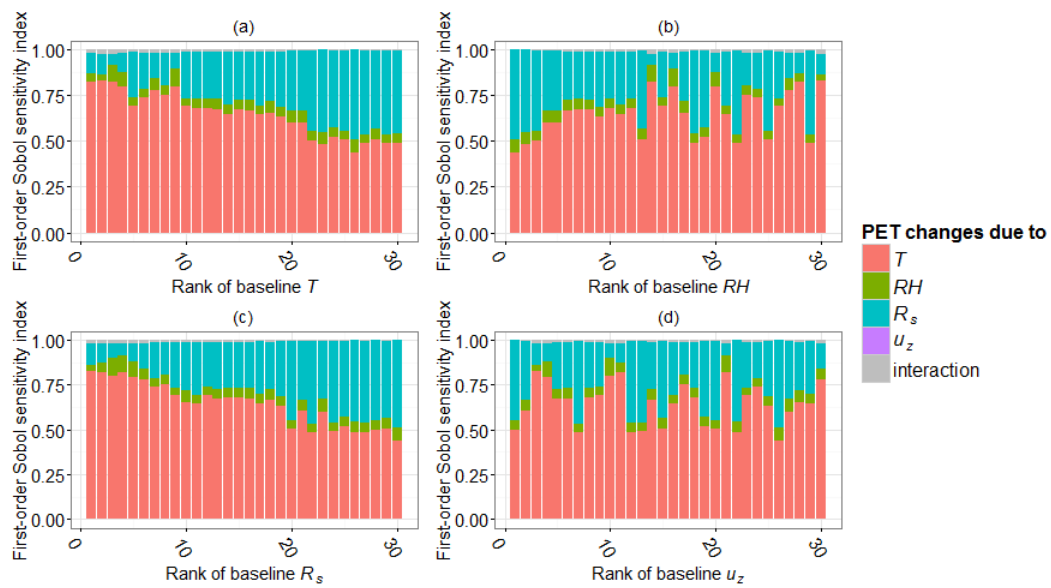 (a)
First-order Sobol sensitivity index
1.00
0.75
0.50
0.25
0.00
0
10
20
30
Rank of baseline T
(b)
First-order Sobol sensitivity index
1.00
0.75
0.50
0.25
0.00
0
10
20
30
Rank of baseline RH
(c)
First-order Sobol sensitivity index
1.00
0.75
0.50
0.25
0.00
0
10
20
30
Rank of baseline Rs
(d)
First-order Sobol sensitivity index
1.00
0.75
0.50
0.25
0.00
0
10
20
30
Rank of baseline uz
PET changes due to
T
RH
Rs
uz
interaction